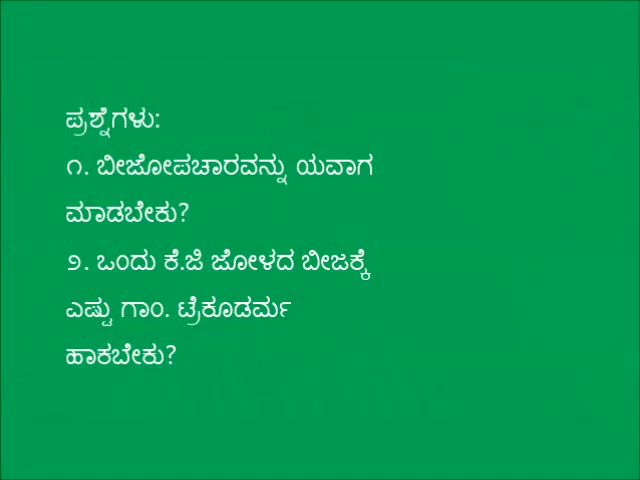 ಪ್ರಶ್ನೆಗಳು:
೧. ಬೀಜೋಪಚಾರವನ್ನು ಯವಾಗ
ಮಾಡಬೇಕು?
೨. ಒಂದು ಕೆ.ಜಿ ಜೋಳದ ಬೀಜಕ್ಕೆ
ಎಷ್ಟು ಗಾಂ. ಟ್ರೆಕೂಡರ್ಮ
ಹಾಕಬೇಕು?